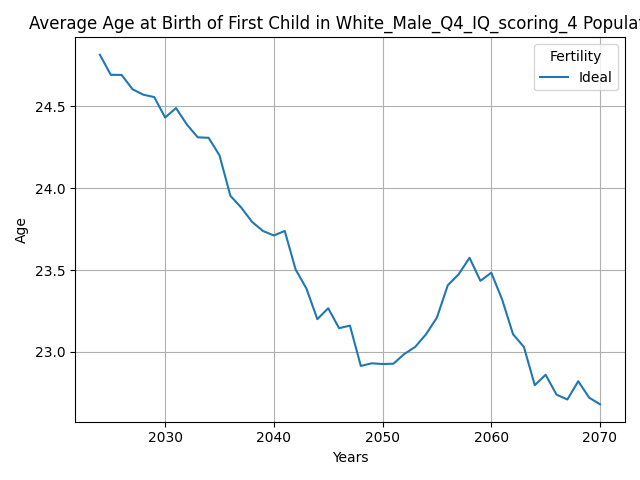 Average Age at Birth of First Child in White_Male_Q4_IQ_scoring_4 Populat
Fertility
Ideal
24.5
24.0
23.5
23.0
Age
2030 2040 2050 2060 2070
Years